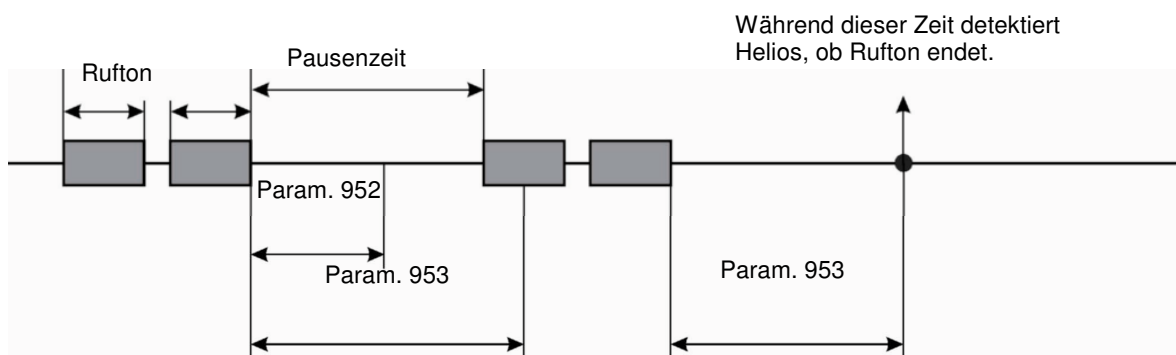 Während dieser Zeit detektiert
Helios, ob Rufton endet.
Rufton
Pausenzeit
Param. 952
Param. 953
Param. 953